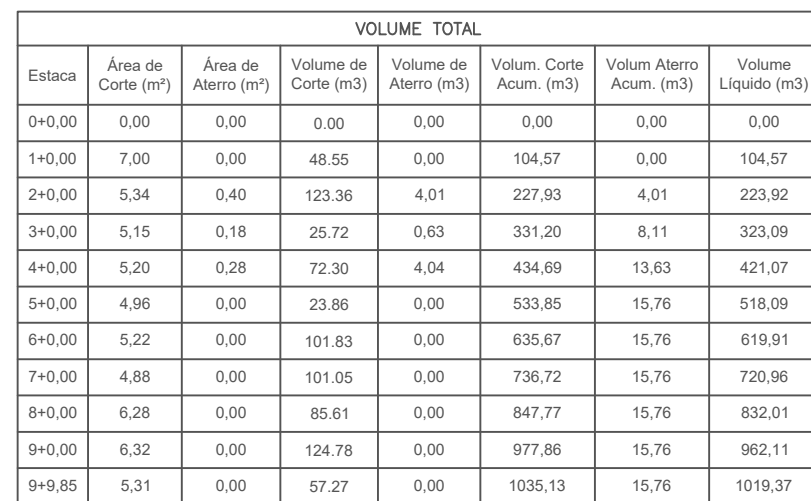 VOLUME TOTAL
Estaca Área de Corte (m²) Área de Aterro (m²) Volume de Corte (m3) Volume de Aterro (m3) Volum. Corte Acum. (m3) Volum Aterro Acum. (m3) Volume Líquido (m3)
0+0,00 0,00 0,00 0.00 0,00 0,00 0,00 0,00
1+0,00 7,00 0,00 48.55 0,00 104,57 0,00 104,57
2+0,00 5,34 0,40 123.36 4,01 227,93 4,01 223,92
3+0,00 5,15 0,18 25.72 0,63 331,20 8,11 323,09
4+0,00 5,20 0,28 72.30 4,04 434,69 13,63 421,07
5+0,00 4,96 0,00 23.86 0,00 533,85 15,76 518,09
6+0,00 5,22 0,00 101.83 0,00 635,67 15,76 619,91
7+0,00 4,88 0,00 101.05 0,00 736,72 15,76 720,96
8+0,00 6,28 0,00 85.61 0,00 847,77 15,76 832,01
9+0,00 6,32 0,00 124.78 0,00 977,86 15,76 962,11
9+9,85 5,31 0,00 57.27 0,00 1035,13 15,76 1019,37